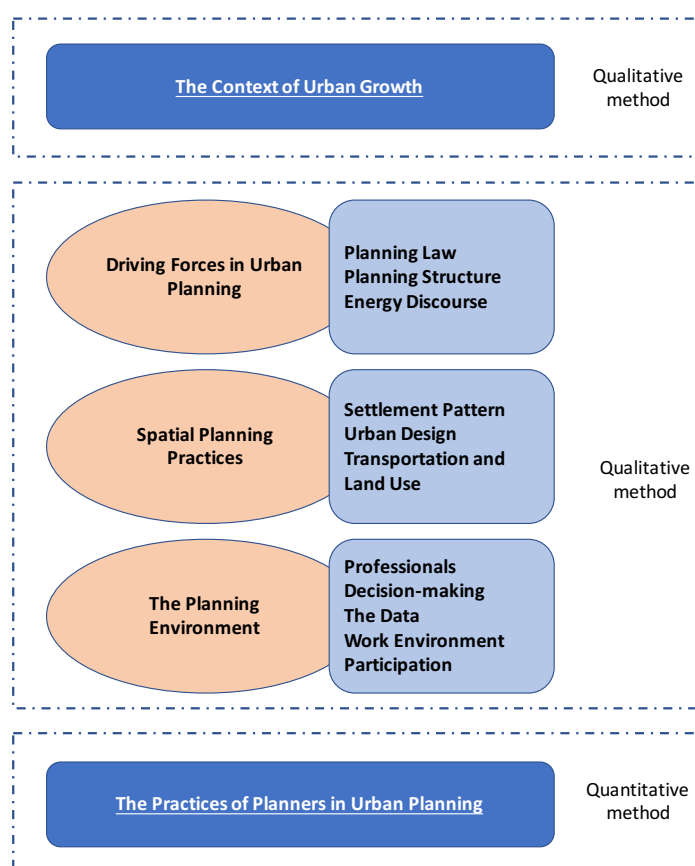 The Context of Urban Growth
Qualitative
method
Driving Forces in Urban
Planning
Planning Law
Planning Structure
Energy Discourse
Spatial Planning
Practices
Settlement Pattern
Urban Design
Transportation and
Land Use
Qualitative
method
The Planning
Environment
Professionals
Decision-making
The Data
Work Environment
Participation
The Practices of Planners in Urban Planning
Quantitative
method